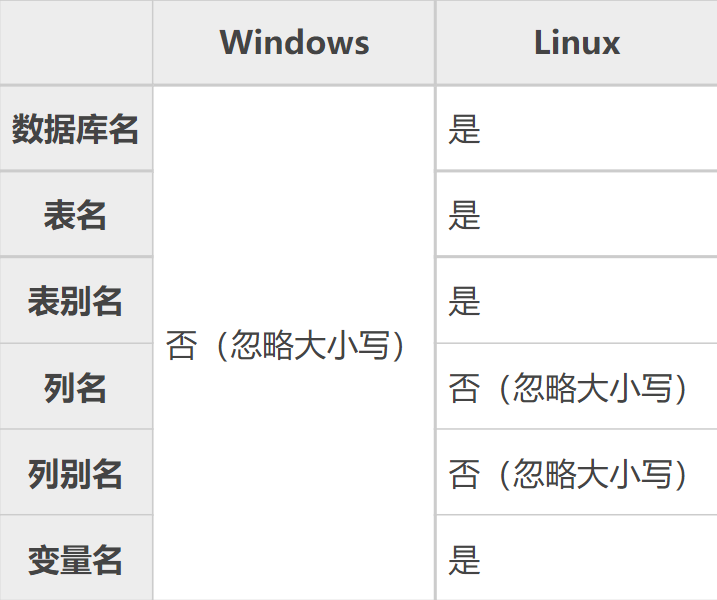 Windows Linux
数据库名 是
表名 是
表别名 是
否（忽略大小写）
列名 否（忽略大小写）
列别名 否（忽略大小写）
变量名 是